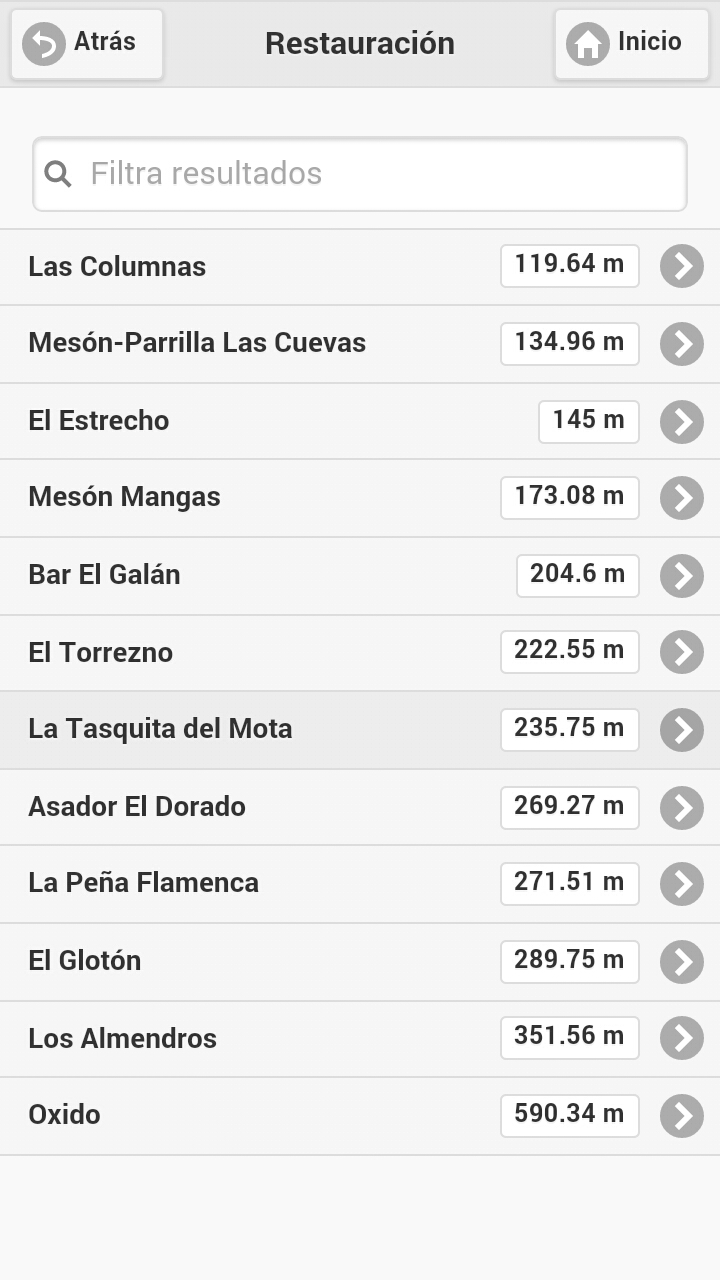 Atrás Restauración Inicio
Filtra resultados
Las Columnas 119.64 m
Mesón-Parrilla Las Cuevas 134.96 m
El Estrecho 145 m
Mesón Mangas 173.08 m
Bar El Galán 204.6 m
El Torrezno 222.55 m
La Tasquita del Mota 235.75 m
Asador El Dorado 269.27 m
La Peña Flamenca 271.51 m
El Glotón 289.75 m
Los Almendros 351.56 m
Oxido 590.34 m